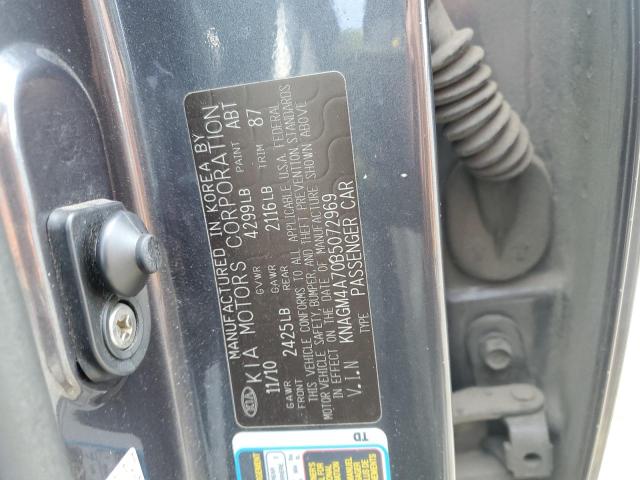 MANUFACTURED IN KOREA BY
KIA KIA MOTORS CORPORATION
11/10 GVWR 4299LB PAINT ABT
GAWR FRONT 2425LB GAWR REAR 2116LB TRIM 87
THIS VEHICLE CONFORMS TO ALL APPLICABLE U.S.A. FEDERAL
MOTOR VEHICLE SAFETY, BUMPER, AND THEFT PREVENTION STANDARDS
IN EFFECT ON THE DATE OF MANUFACTURE SHOWN ABOVE
V.I.N KNAGM4A70B5072969
TYPE PASSENGER CAR
TD